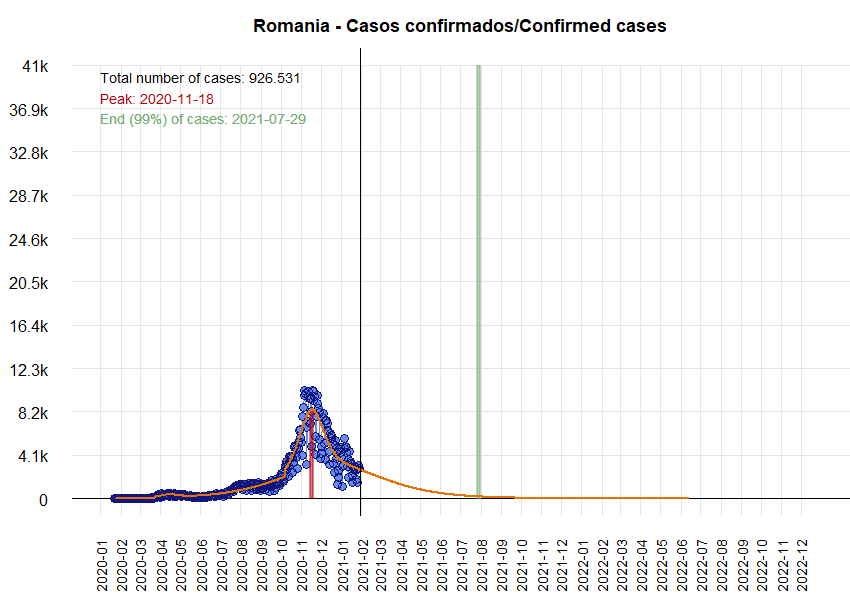 Romania - Casos confirmados/Confirmed cases
Total number of cases: 926.531
Peak: 2020-11-18
End (99%) of cases: 2021-07-29
41k
36.9k
32.8k
28.7k
24.6k
20.5k
16.4k
12.3k
8.2k
4.1k
0
2020-01
2020-02
2020-03
2020-04
2020-05
2020-06
2020-07
2020-08
2020-09
2020-10
2020-11
2020-12
2021-01
2021-02
2021-03
2021-04
2021-05
2021-06
2021-07
2021-08
2021-09
2021-10
2021-11
2021-12
2022-01
2022-02
2022-03
2022-04
2022-05
2022-06
2022-07
2022-08
2022-09
2022-10
2022-11
2022-12